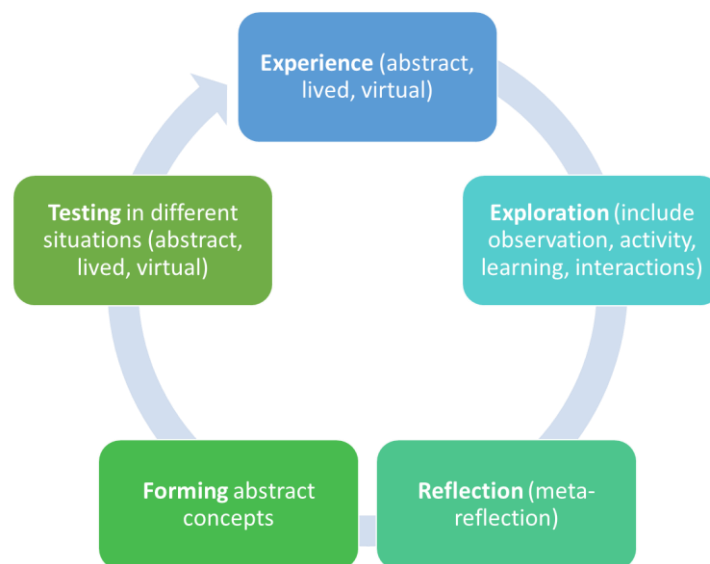 Experience (abstract,
lived, virtual)
Exploration (include
observation, activity,
learning, interactions)
Reflection (meta-
reflection)
Forming abstract
concepts
Testing in different
situations (abstract,
lived, virtual)